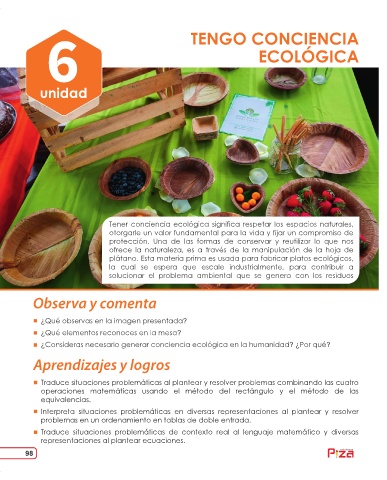 TENGO CONCIENCIA
ECOLÓGICA
6
unidad
Tener conciencia ecológica significa respetar los espacios naturales,
otorgarle un valor fundamental para la vida y fijar un compromiso de
protección. Una de las formas de conservar y reutilizar lo que nos
ofrece la naturaleza, es a través de la manipulación de la hoja de
plátano. Esta materia prima es usada para fabricar platos ecológicos,
la cual se espera que escale industrialmente, para contribuir a
solucionar el problema ambiental que se genera con los residuos
Observa y comenta
¿Qué observas en la imagen presentada?
¿Qué elementos reconoces en la mesa?
¿Consideras necesario generar conciencia ecológica en la humanidad? ¿Por qué?
Aprendizajes y logros
Traduce situaciones problemáticas al plantear y resolver problemas combinando las cuatro
operaciones matemáticas usando el método del rectángulo y el método de las
equivalencias.
Interpreta situaciones problemáticas en diversas representaciones al plantear y resolver
problemas en un ordenamiento en tablas de doble entrada.
Traduce situaciones problemáticas de contexto real al lenguaje matemático y diversas
representaciones al plantear ecuaciones.
98